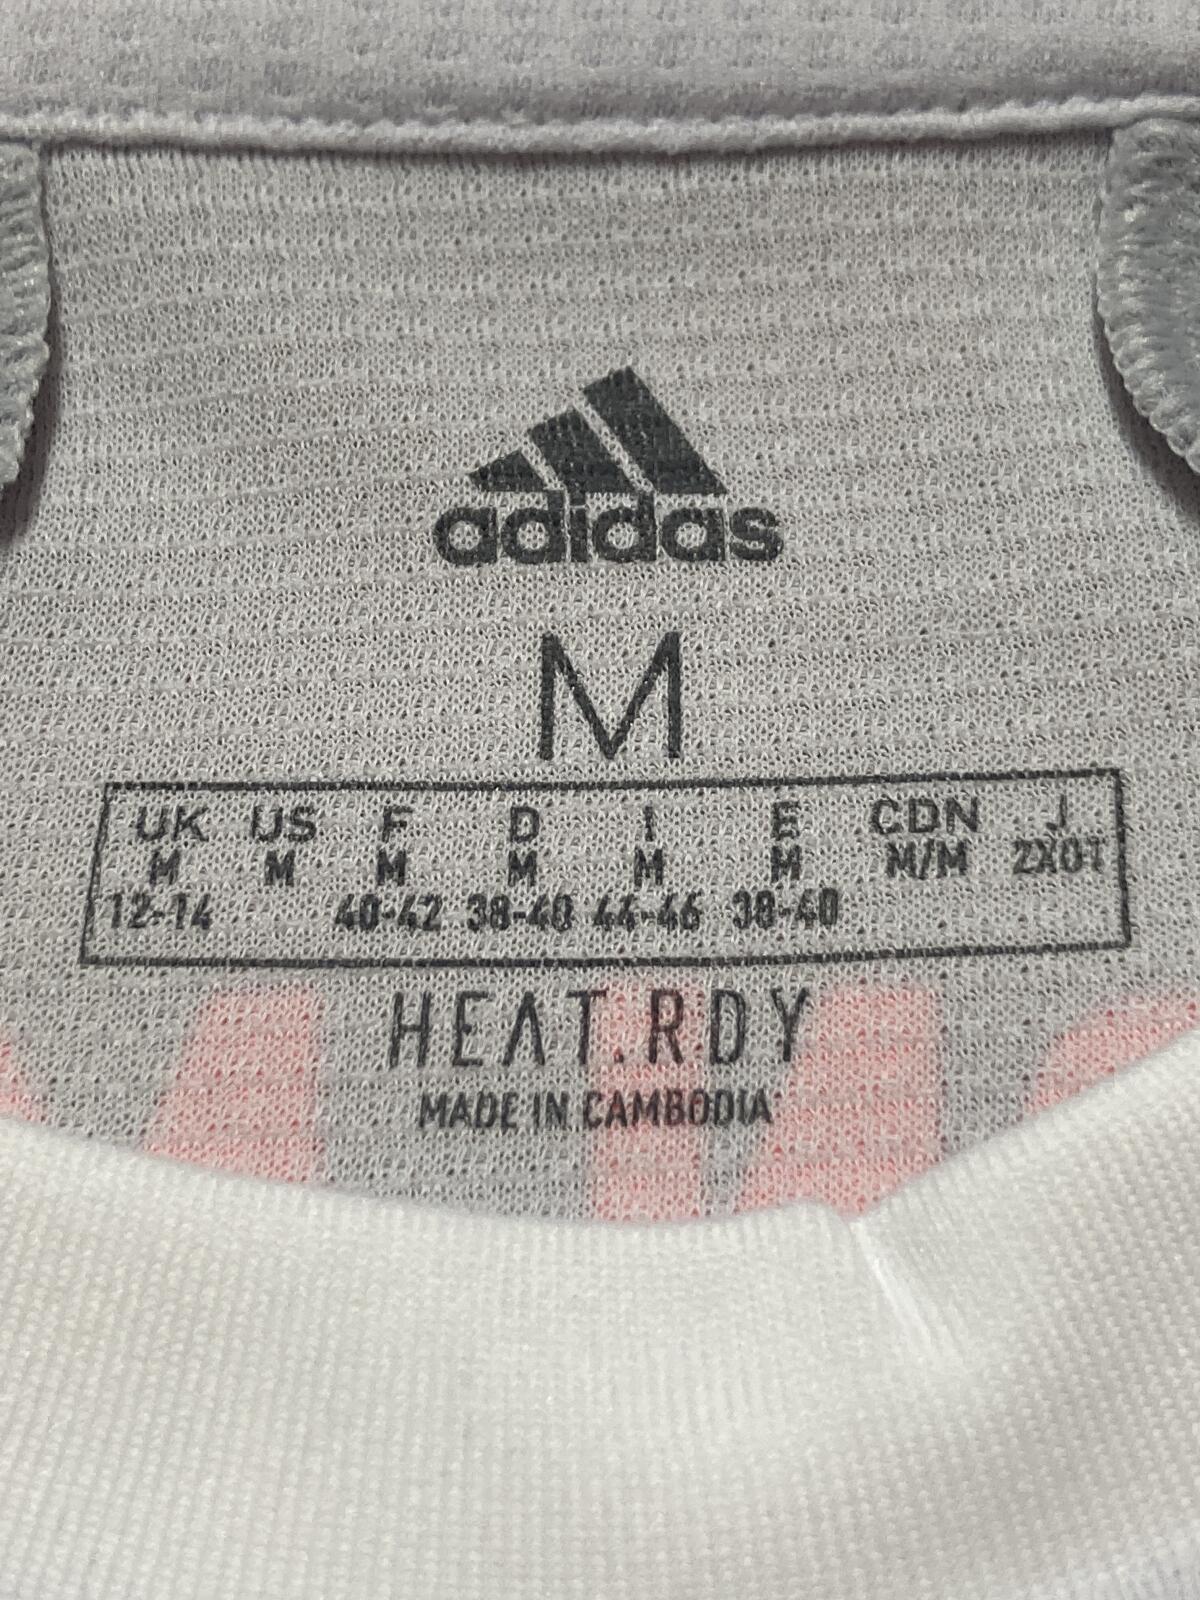 adidas
M
UK US F D I E CDN J
M M M M M M M/M 2XOT
12-14 40-42 38-40 44-46 38-40
HEAT.RDY
MADE IN CAMBODIA